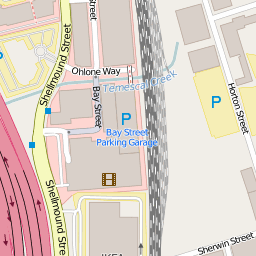 Street
Shellmound Street
Ohlone Way
Temescal Creek
Bay Street
P
P
Horton Street
Bay Street
Parking Garage
Shellmound Street
Sherwin Street
IKEA